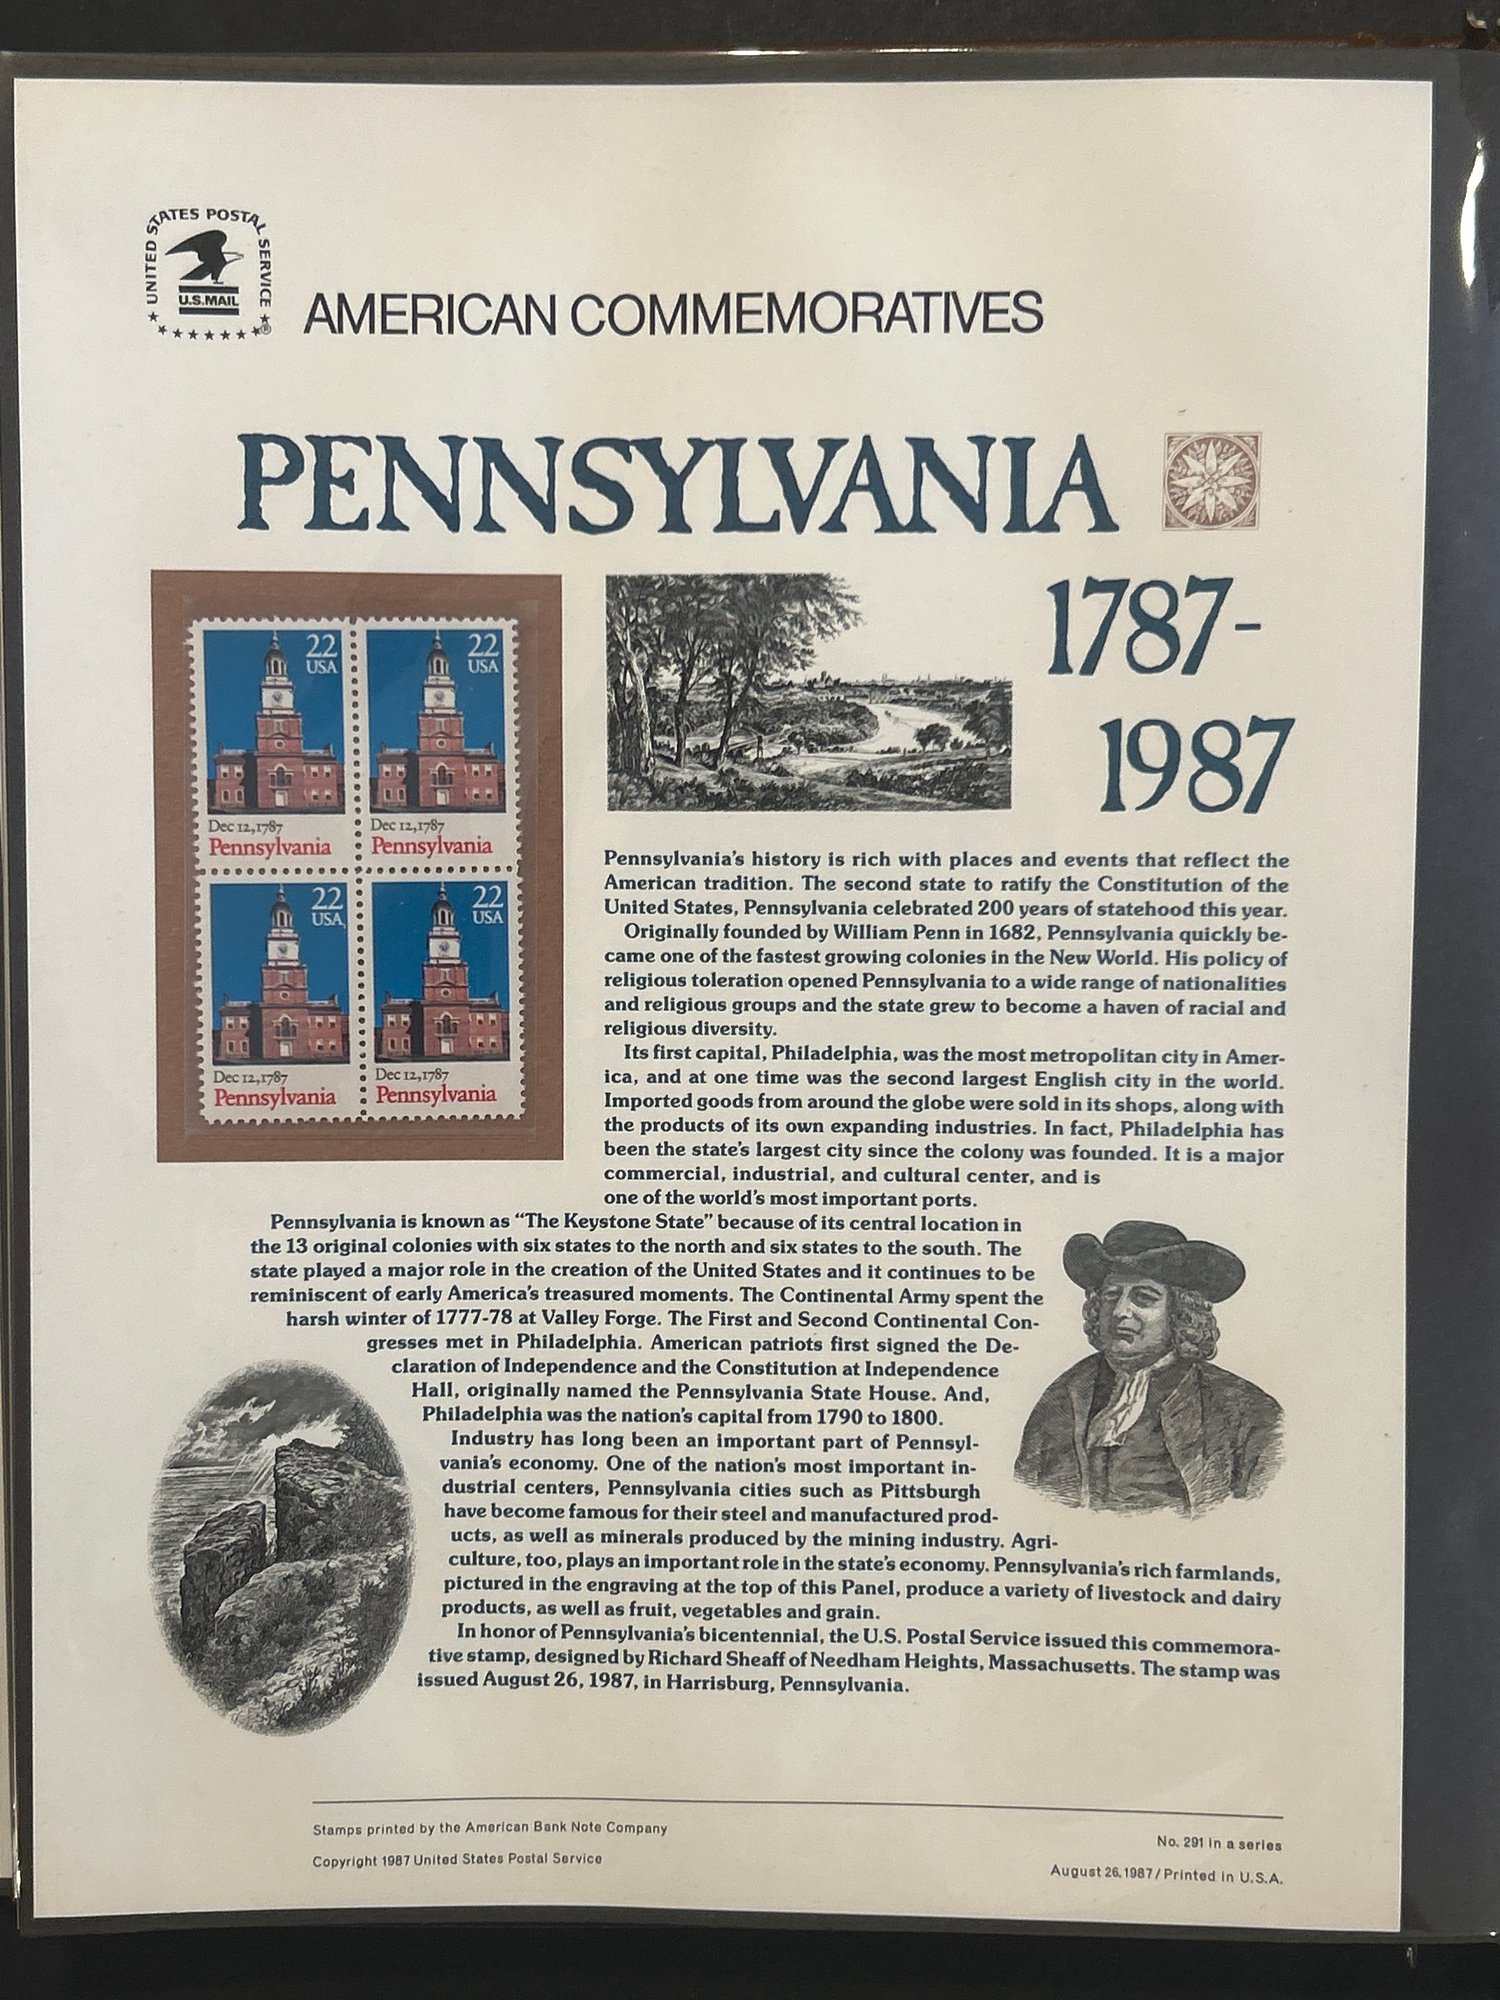 UNITED STATES POSTAL SERVICE
U.S.MAIL
®
AMERICAN COMMEMORATIVES
PENNSYLVANIA
1787-
1987
22
USA
Dec 12,1787
Pennsylvania
22
USA
Dec 12,1787
Pennsylvania
22
USA
Dec 12,1787
Pennsylvania
22
USA
Dec 12,1787
Pennsylvania
Pennsylvania's history is rich with places and events that reflect the
American tradition. The second state to ratify the Constitution of the
United States, Pennsylvania celebrated 200 years of statehood this year.
Originally founded by William Penn in 1682, Pennsylvania quickly be-
came one of the fastest growing colonies in the New World. His policy of
religious toleration opened Pennsylvania to a wide range of nationalities
and religious groups and the state grew to become a haven of racial and
religious diversity.
Its first capital, Philadelphia, was the most metropolitan city in Amer-
ica, and at one time was the second largest English city in the world.
Imported goods from around the globe were sold in its shops, along with
the products of its own expanding industries. In fact, Philadelphia has
been the state's largest city since the colony was founded. It is a major
commercial, industrial, and cultural center, and is
one of the world's most important ports.
Pennsylvania is known as “The Keystone State” because of its central location in
the 13 original colonies with six states to the north and six states to the south. The
state played a major role in the creation of the United States and it continues to be
reminiscent of early America's treasured moments. The Continental Army spent the
harsh winter of 1777-78 at Valley Forge. The First and Second Continental Con-
gresses met in Philadelphia. American patriots first signed the De-
claration of Independence and the Constitution at Independence
Hall, originally named the Pennsylvania State House. And,
Philadelphia was the nation's capital from 1790 to 1800.
Industry has long been an important part of Pennsyl-
vania's economy. One of the nation's most important in-
dustrial centers, Pennsylvania cities such as Pittsburgh
have become famous for their steel and manufactured prod-
ucts, as well as minerals produced by the mining industry. Agri-
culture, too, plays an important role in the state's economy. Pennsylvania's rich farmlands,
pictured in the engraving at the top of this Panel, produce a variety of livestock and dairy
products, as well as fruit, vegetables and grain.
In honor of Pennsylvania's bicentennial, the U.S. Postal Service issued this commemora-
tive stamp, designed by Richard Sheaff of Needham Heights, Massachusetts. The stamp was
issued August 26, 1987, in Harrisburg, Pennsylvania.
Stamps printed by the American Bank Note Company
Copyright 1987 United States Postal Service
No. 291 in a series
August 26, 1987/Printed in U.S.A.